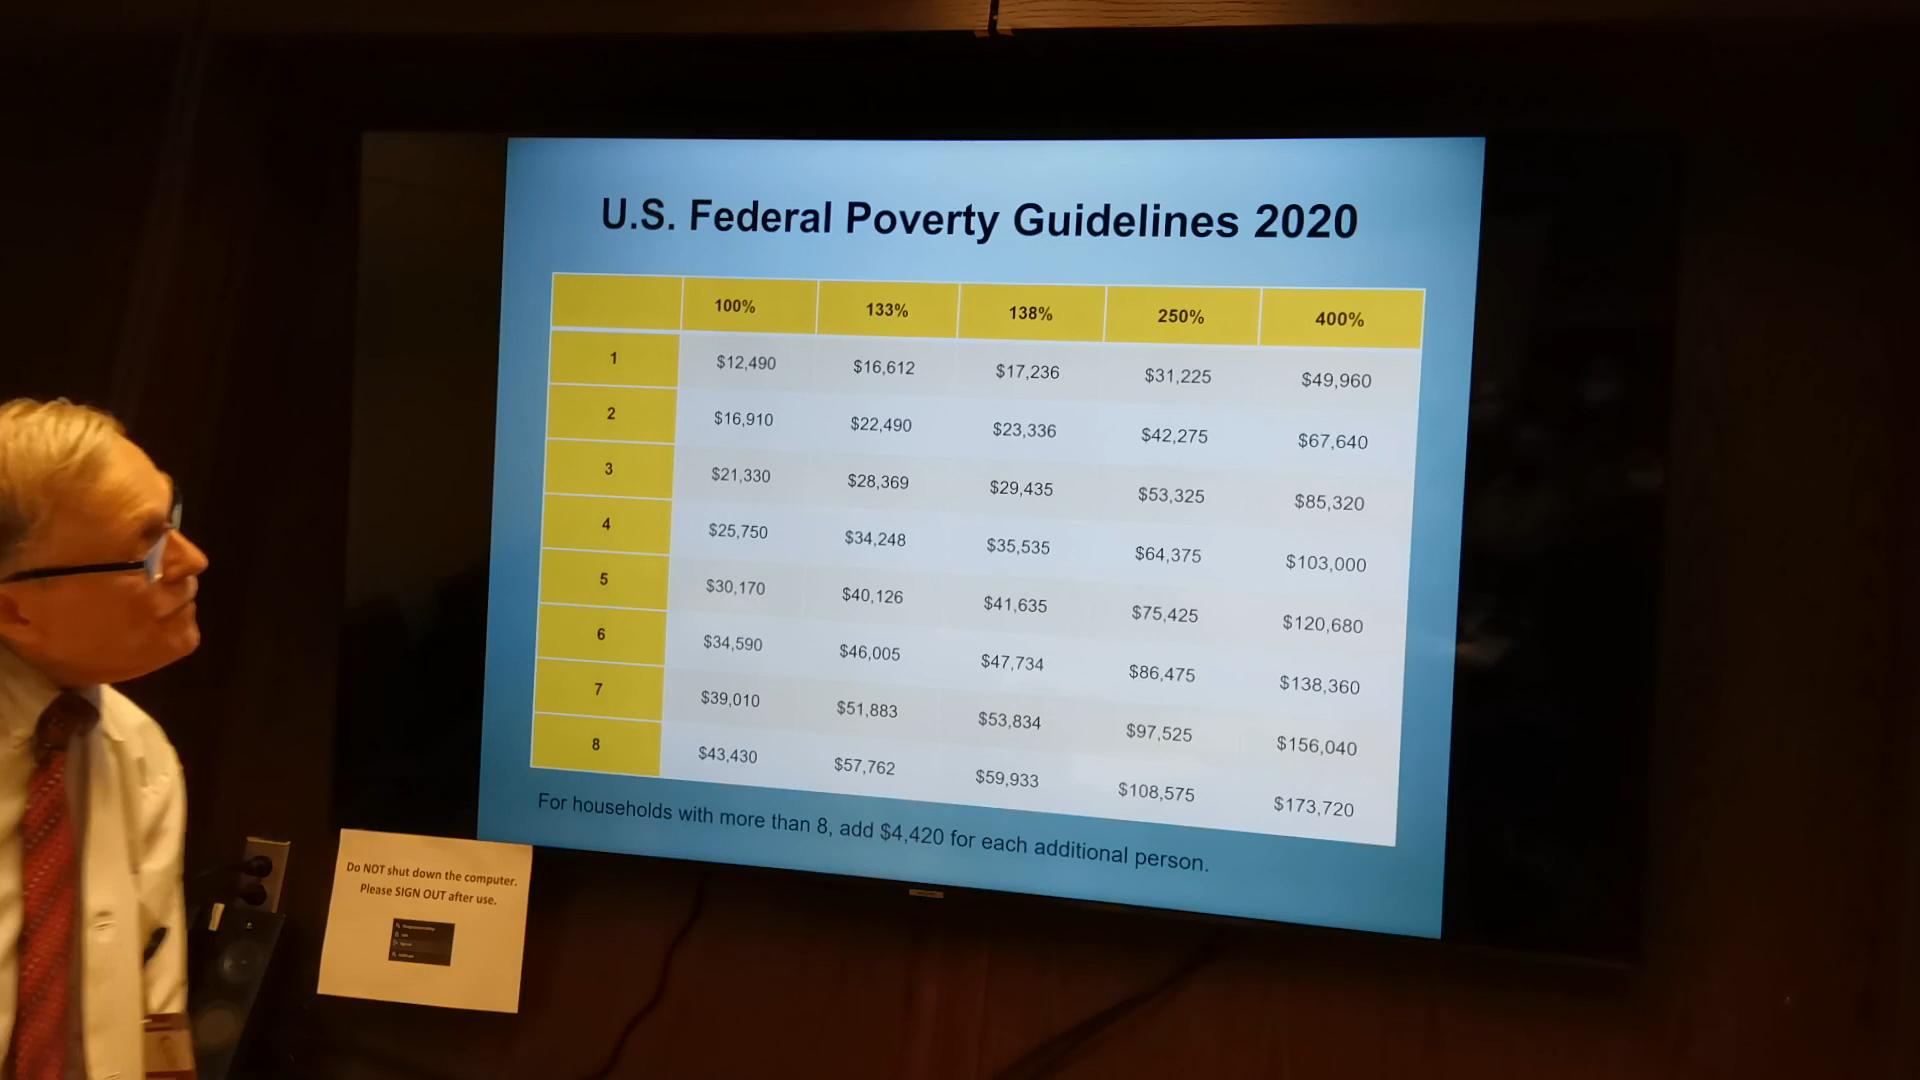 U.S. Federal Poverty Guidelines 2020
100% 133% 138% 250% 400%
1 $12,490 $16,612 $17,236 $31,225 $49,960
2 $16,910 $22,490 $23,336 $42,275 $67,640
3 $21,330 $28,369 $29,435 $53,325 $85,320
4 $25,750 $34,248 $35,535 $64,375 $103,000
5 $30,170 $40,126 $41,635 $75,425 $120,680
6 $34,590 $46,005 $47,734 $86,475 $138,360
7 $39,010 $51,883 $53,834 $97,525 $156,040
8 $43,430 $57,762 $59,933 $108,575 $173,720
For households with more than 8, add $4,420 for each additional person.
Do NOT shut down the computer.
Please SIGN OUT after use.